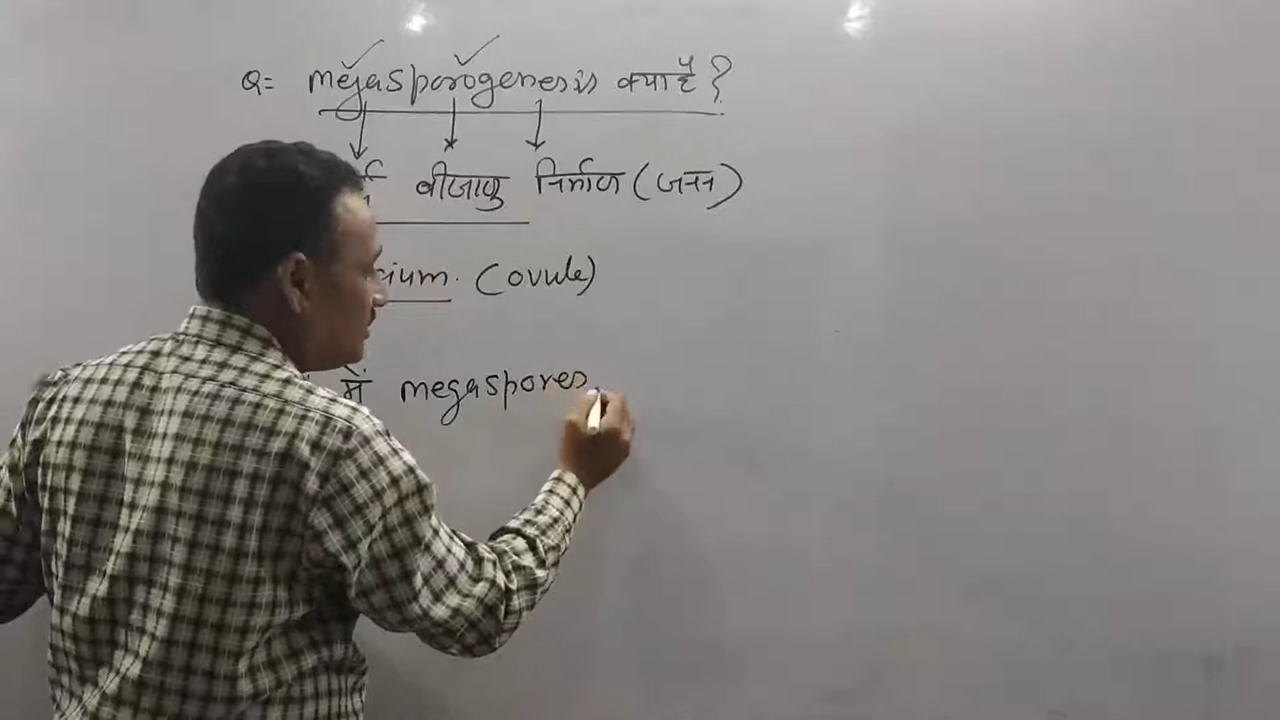 Q= megasporogenesis क्या है ?
बीजाणु निर्माण (जनन)
(ovule)
में megaspores